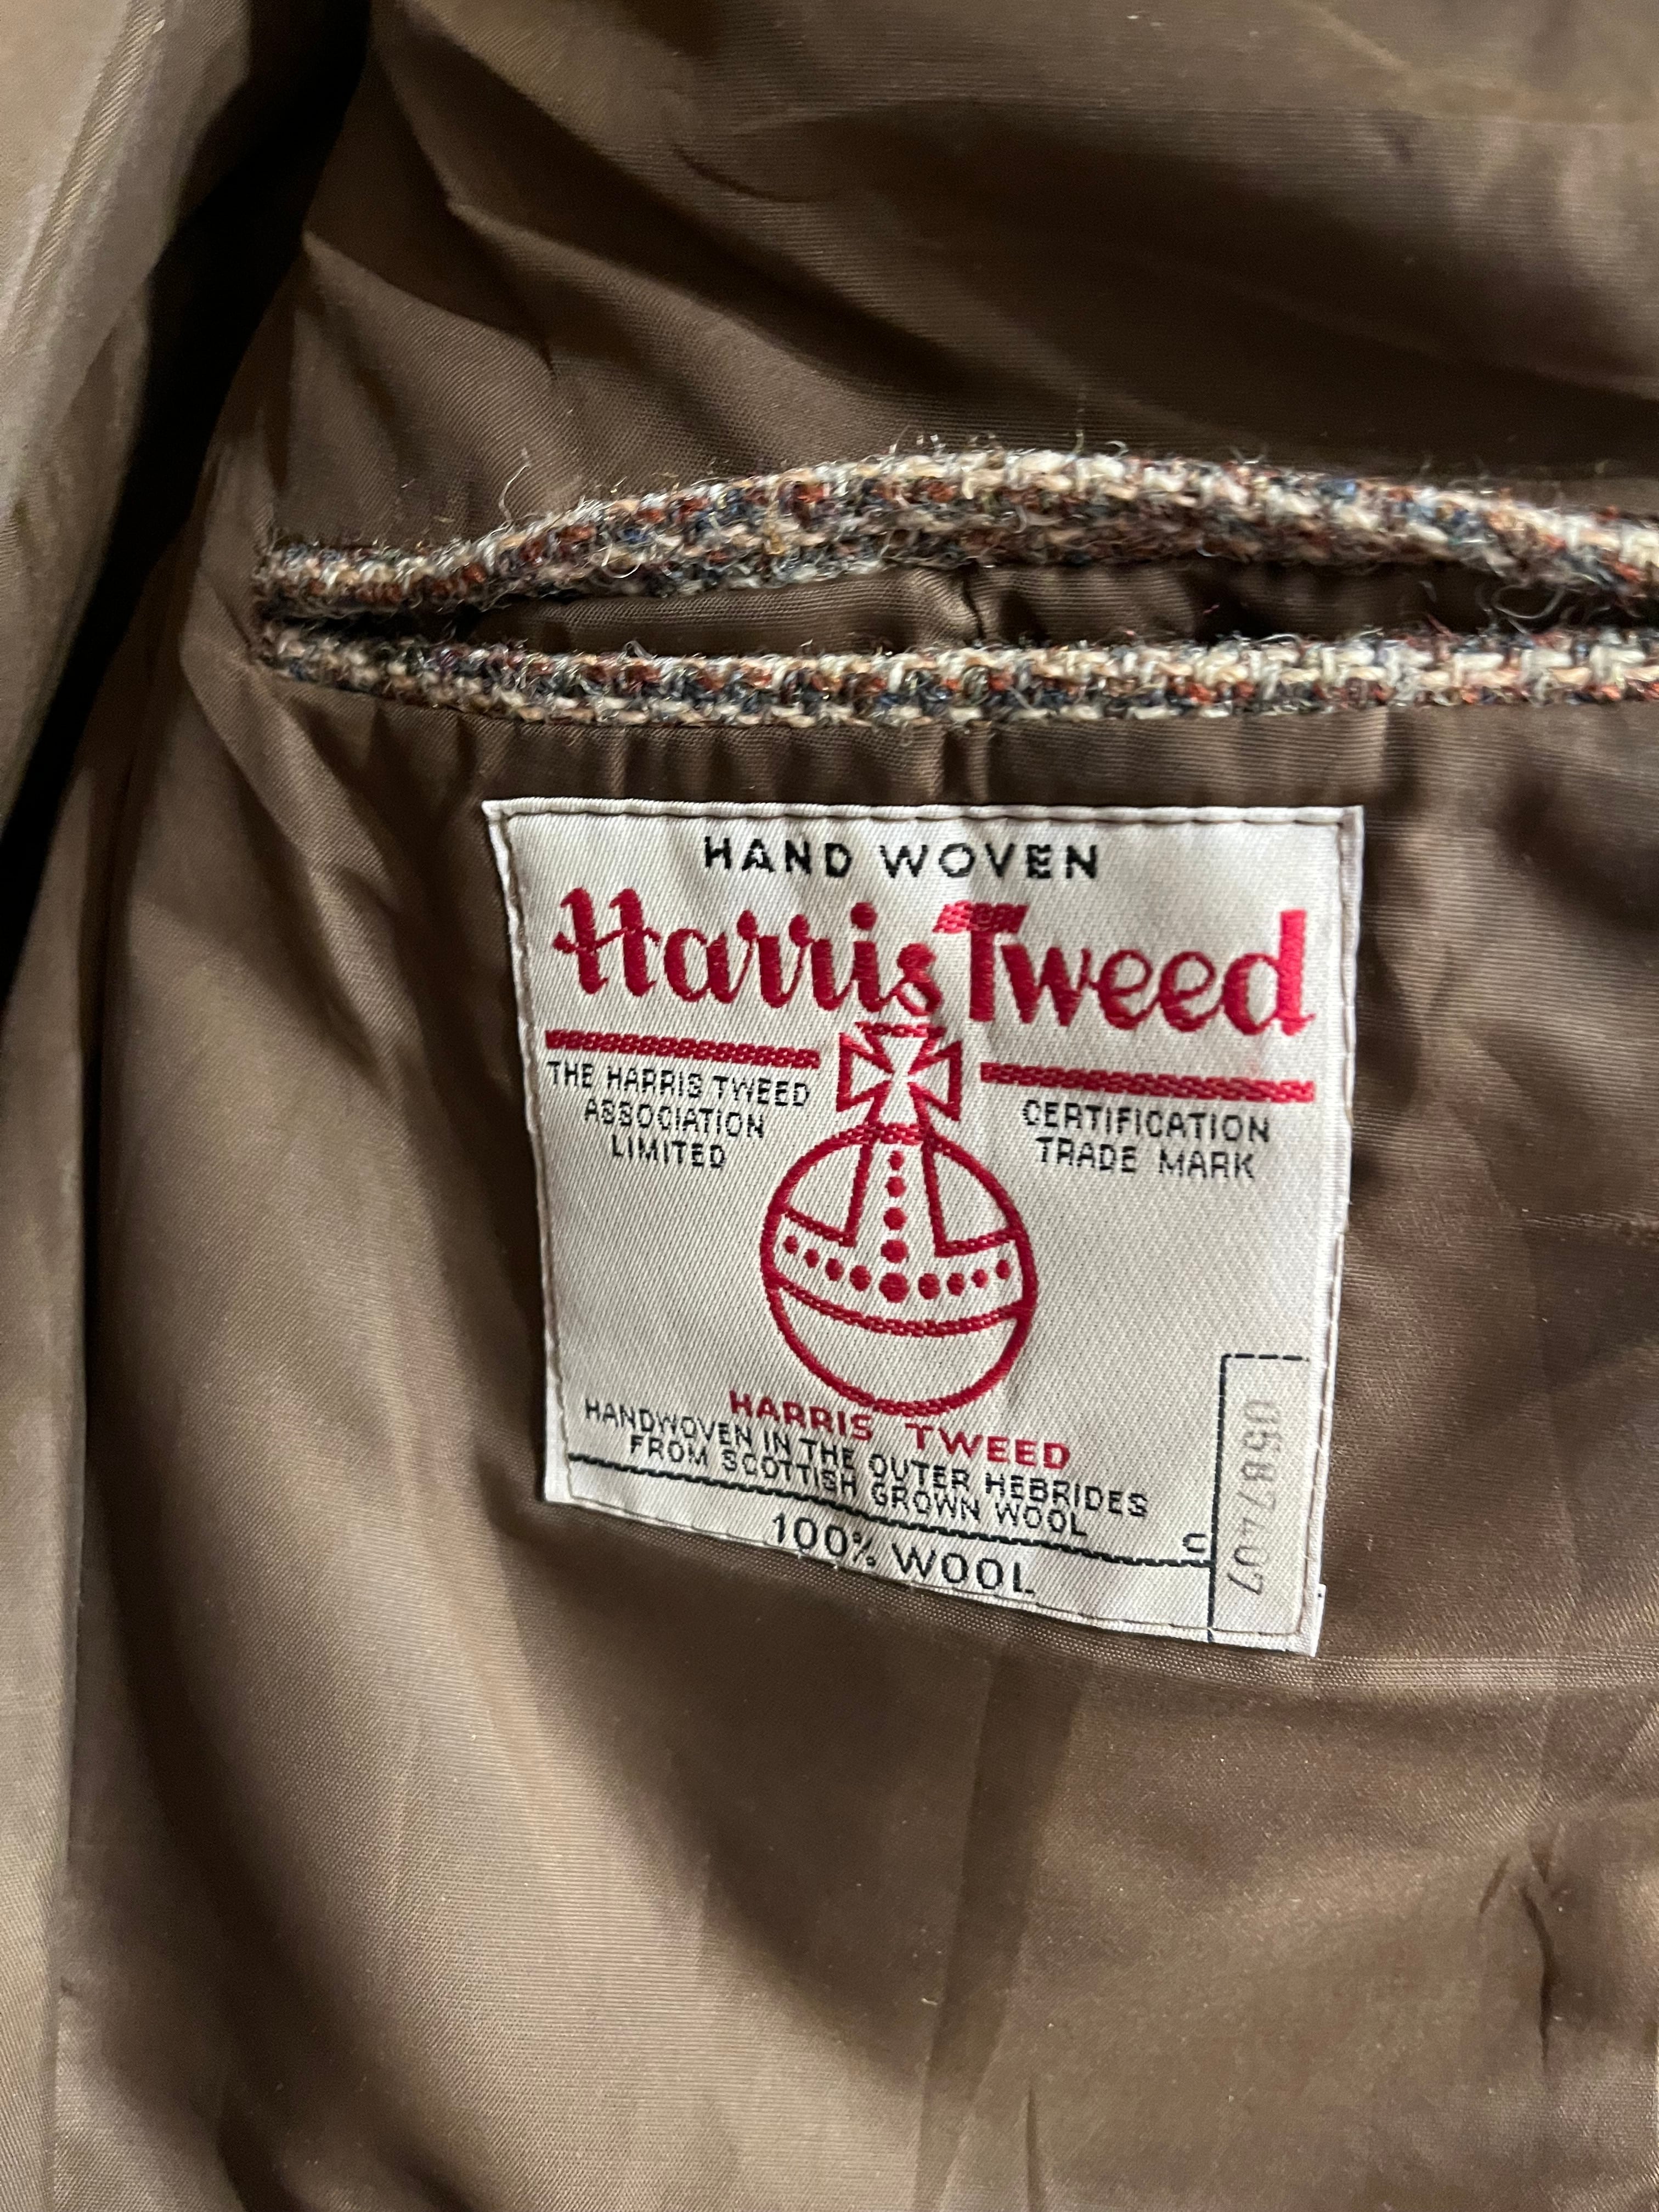 HAND WOVEN
Harris Tweed
THE HARRIS TWEED
ASSOCIATION
LIMITED
CERTIFICATION
TRADE MARK
HARRIS TWEED
HANDWOVEN IN THE OUTER HEBRIDES
FROM SCOTTISH GROWN WOOL
100% WOOL
C
0587407